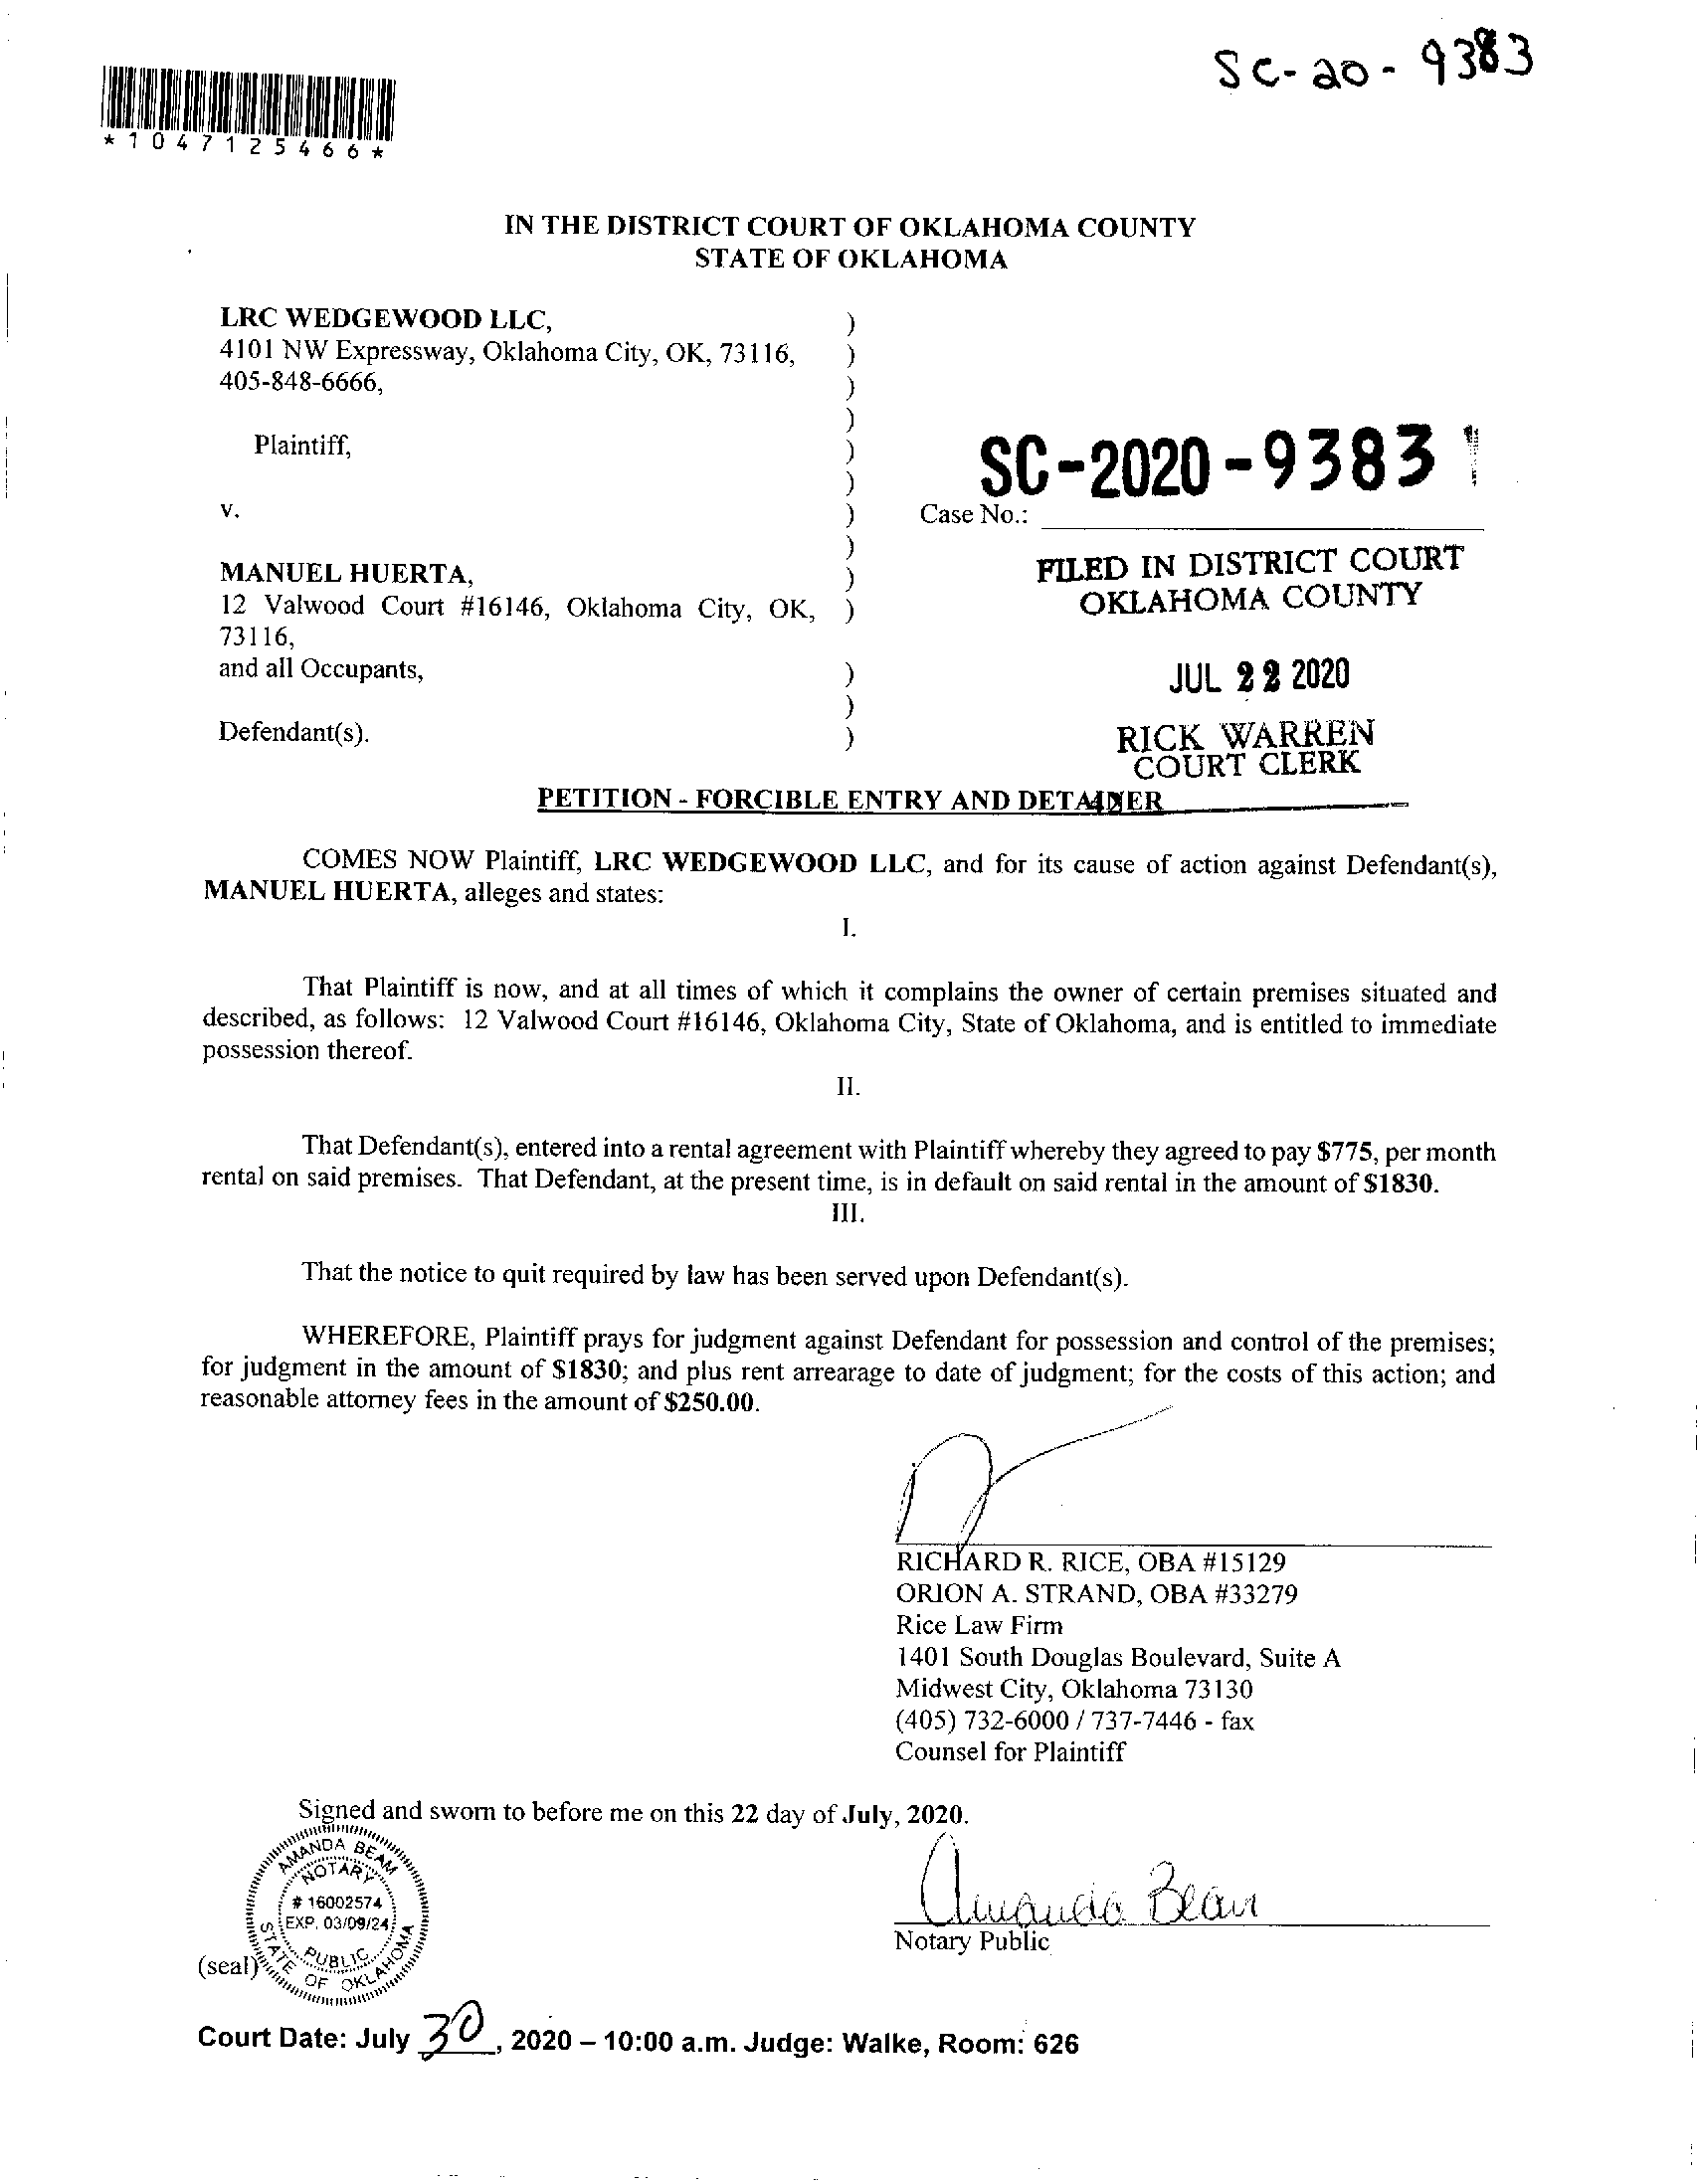 SC-20-9383
*1047125466*
IN THE DISTRICT COURT OF OKLAHOMA COUNTY
STATE OF OKLAHOMA
LRC WEDGEWOOD LLC, )
4101 NW Expressway, Oklahoma City, OK, 73116, )
405-848-6666, )
)
Plaintiff, )
)
v. )
)
MANUEL HUERTA, )
12 Valwood Court #16146, Oklahoma City, OK, )
73116,
and all Occupants, )
)
Defendant(s). )
SC-2020-9383
Case No.:
FILED IN DISTRICT COURT
OKLAHOMA COUNTY
JUL 22 2020
RICK WARREN
COURT CLERK
PETITION - FORCIBLE ENTRY AND DETAINER
COMES NOW Plaintiff, LRC WEDGEWOOD LLC, and for its cause of action against Defendant(s),
MANUEL HUERTA, alleges and states:
I.
That Plaintiff is now, and at all times of which it complains the owner of certain premises situated and
described, as follows: 12 Valwood Court #16146, Oklahoma City, State of Oklahoma, and is entitled to immediate
possession thereof.
II.
That Defendant(s), entered into a rental agreement with Plaintiff whereby they agreed to pay $775, per month
rental on said premises. That Defendant, at the present time, is in default on said rental in the amount of $1830.
III.
That the notice to quit required by law has been served upon Defendant(s).
WHEREFORE, Plaintiff prays for judgment against Defendant for possession and control of the premises;
for judgment in the amount of $1830; and plus rent arrearage to date of judgment; for the costs of this action; and
reasonable attorney fees in the amount of $250.00.
RICHARD R. RICE, OBA #15129
ORION A. STRAND, OBA #33279
Rice Law Firm
1401 South Douglas Boulevard, Suite A
Midwest City, Oklahoma 73130
(405) 732-6000 / 737-7446 - fax
Counsel for Plaintiff
Signed and sworn to before me on this 22 day of July, 2020.
AMANDA BEAM
NOTARY
# 16002574
EXP. 03/09/24
PUBLIC
STATE OF OKLAHOMA
(seal)
Amanda Beam
Notary Public
Court Date: July 30, 2020 – 10:00 a.m. Judge: Walke, Room: 626